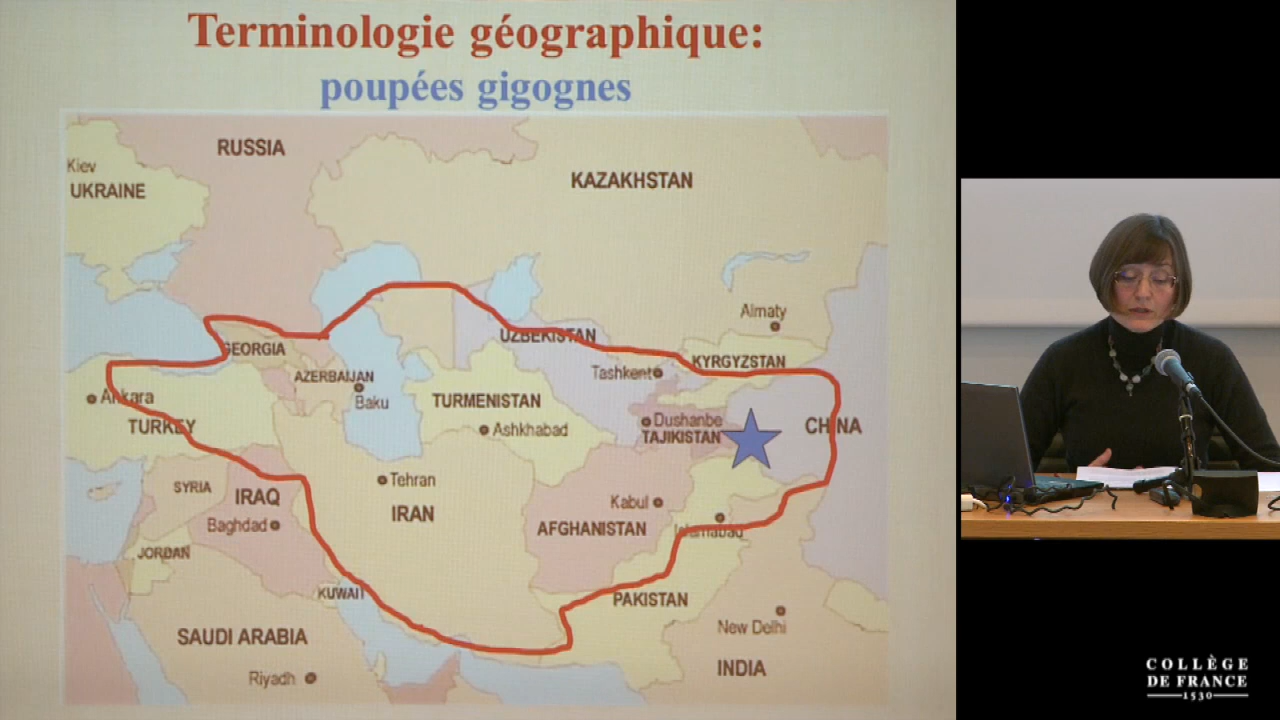 Terminologie géographique:
poupées gigognes
RUSSIA
Kiev
UKRAINE
KAZAKHSTAN
Almaty
UZBEKISTAN
GEORGIA
KYRGYZSTAN
Tashkent
AZERBAIJAN
Baku
Ankara
TURMENISTAN
TURKEY
Dushanbe
TAJIKISTAN
CHINA
Ashkhabad
Tehran
SYRIA
IRAQ
Kabul
IRAN
Baghdad
AFGHANISTAN
Islamabad
JORDAN
KUWAIT
PAKISTAN
New Delhi
SAUDI ARABIA
INDIA
Riyadh
COLLÈGE
DE FRANCE
1530